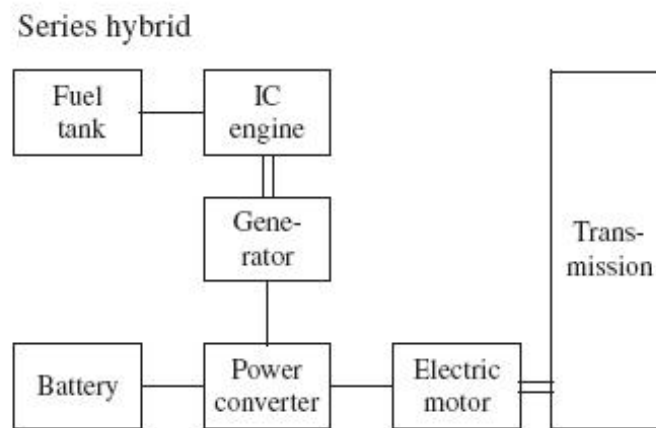 Series hybrid
Fuel
tank
IC
engine
Gene-
rator
Trans-
mission
Battery
Power
converter
Electric
motor